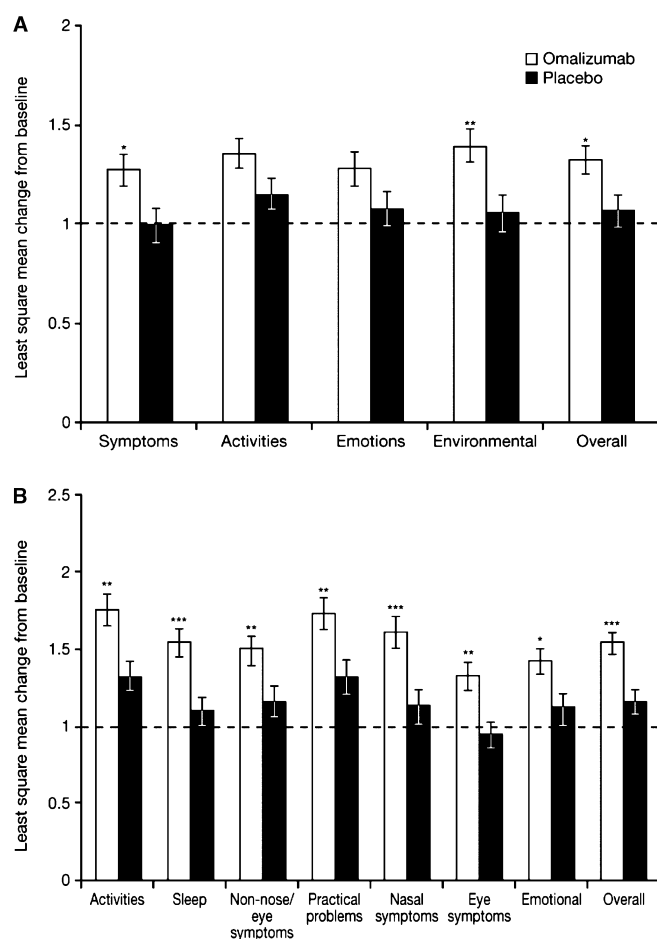 A
2
Omalizumab
Placebo
**
*
*
1.5
1
0.5
0
Least square mean change from baseline
Symptoms Activities Emotions Environmental Overall
B
2.5
2
**
**
***
***
***
**
**
*
1.5
1
0.5
0
Least square mean change from baseline
Activities Sleep Non-nose/ Practical Nasal Eye Emotional Overall
eye problems symptoms symptoms
symptoms